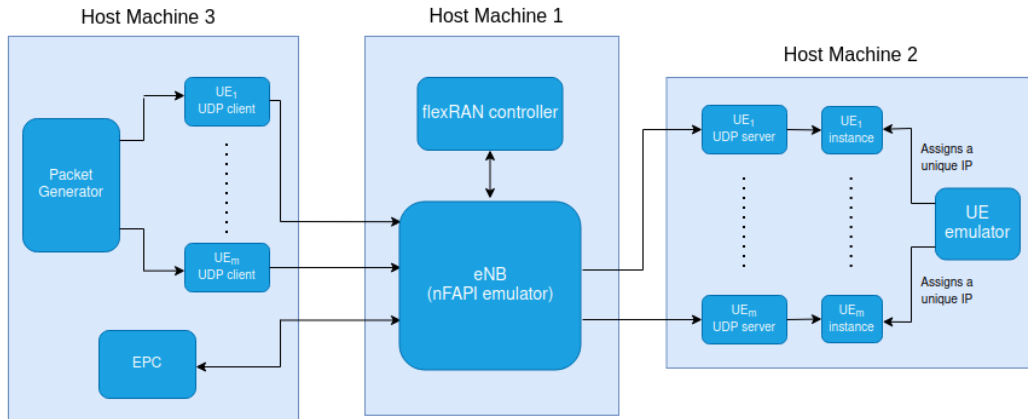 Host Machine 3
Host Machine 1
Host Machine 2
Packet
Generator
UE₁
UDP client
UEₘ
UDP client
EPC
flexRAN controller
eNB
(nFAPI emulator)
UE₁
UDP server
UE₁
instance
Assigns a
unique IP
UE
emulator
Assigns a
unique IP
UEₘ
UDP server
UEₘ
instance